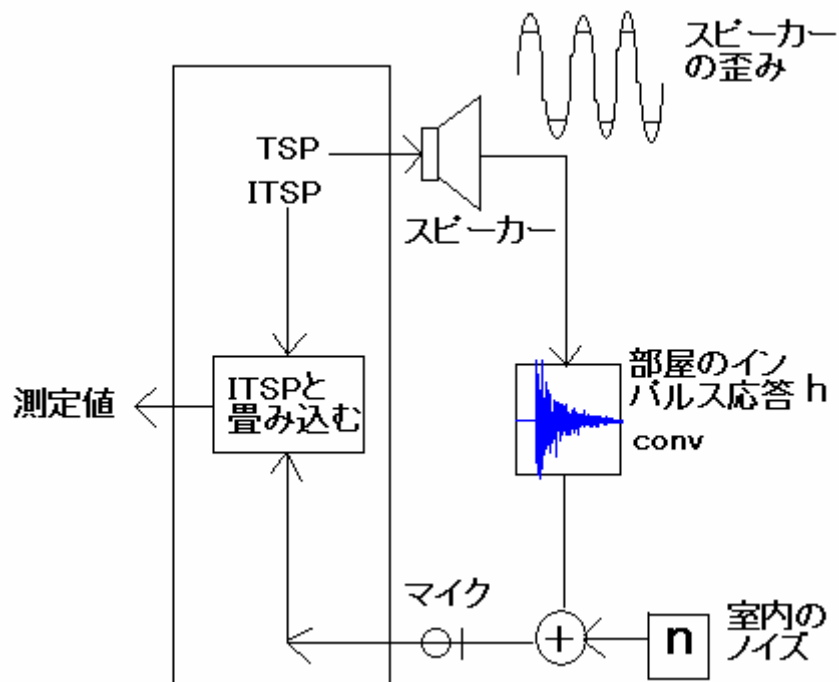 スピーカー
の歪み
TSP
ITSP
スピーカー
部屋のイン
パルス応答 h
conv
ITSPと
畳み込む
測定値
マイク
+
n
室内の
ノイズ